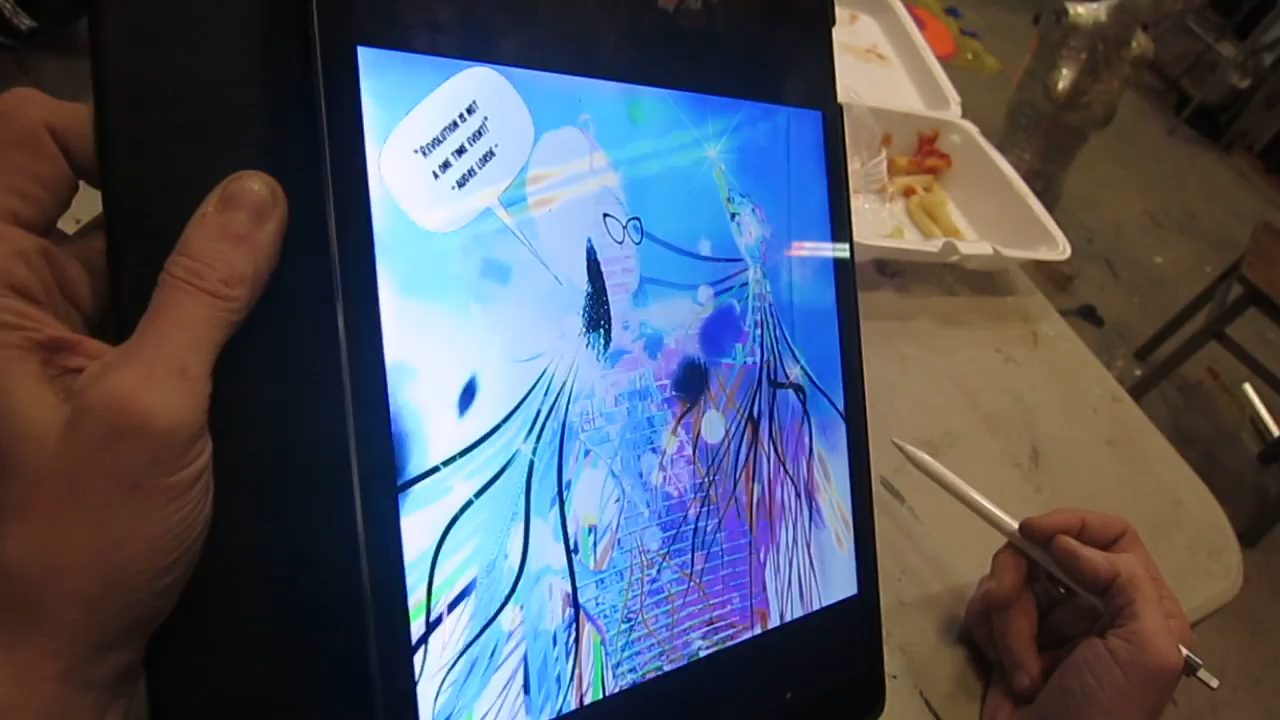 "REVOLUTION IS NOT
A ONE TIME EVENT!"
- AUDRE LORDE -